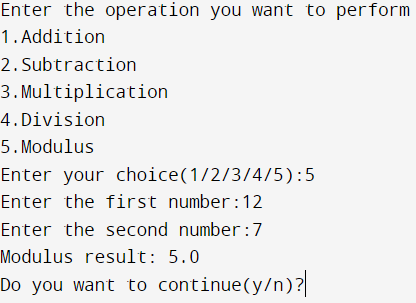 Enter the operation you want to perform
1.Addition
2.Subtraction
3.Multiplication
4.Division
5.Modulus
Enter your choice(1/2/3/4/5):5
Enter the first number:12
Enter the second number:7
Modulus result: 5.0
Do you want to continue(y/n)?